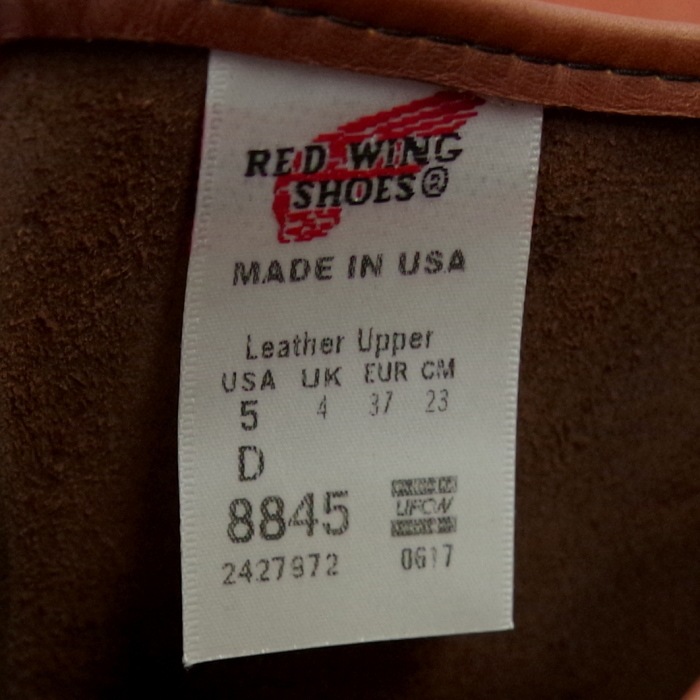 RED WING
SHOES®
MADE IN USA
Leather Upper
USA UK EUR CM
5 4 37 23
D
8845 UFCW
2427972 0617